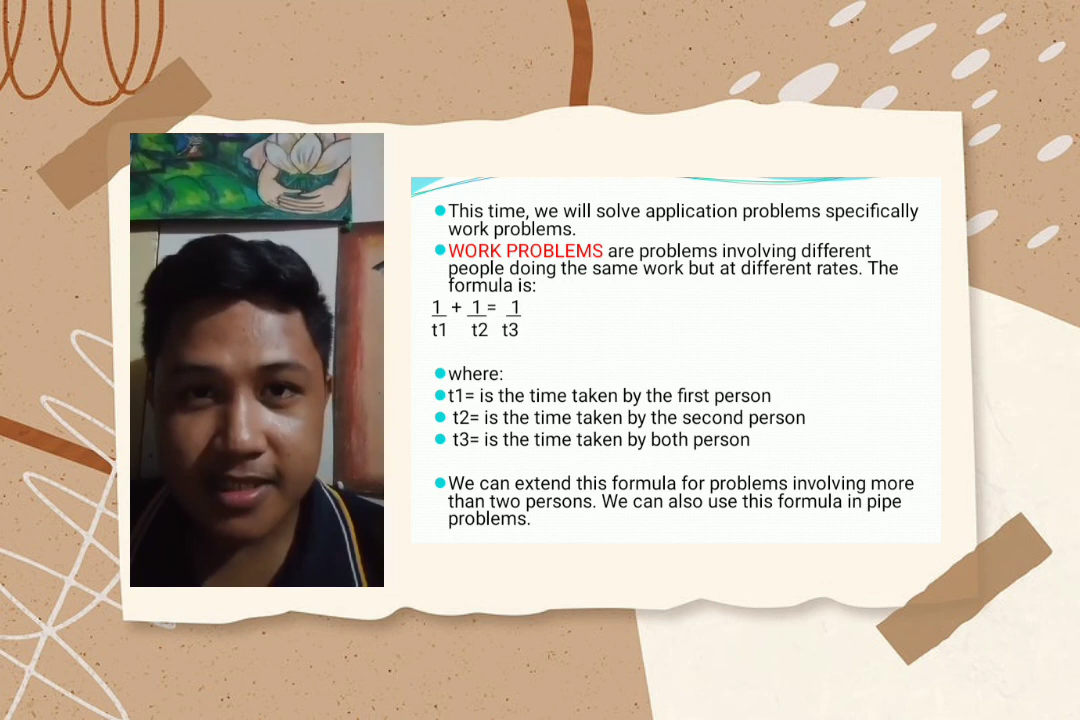 This time, we will solve application problems specifically
work problems.
WORK PROBLEMS are problems involving different
people doing the same work but at different rates. The
formula is:
1 + 1 = 1
t1 t2 t3
where:
t1= is the time taken by the first person
t2= is the time taken by the second person
t3= is the time taken by both person
We can extend this formula for problems involving more
than two persons. We can also use this formula in pipe
problems.